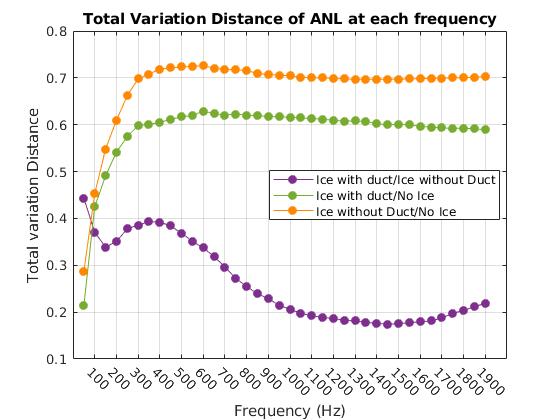 Total Variation Distance of ANL at each frequency
Total variation Distance
0.8
0.7
0.6
0.5
0.4
0.3
0.2
0.1
Ice with duct/Ice without Duct
Ice with duct/No Ice
Ice without Duct/No Ice
100 200 300 400 500 600 700 800 900 1000 1100 1200 1300 1400 1500 1600 1700 1800 1900
Frequency (Hz)